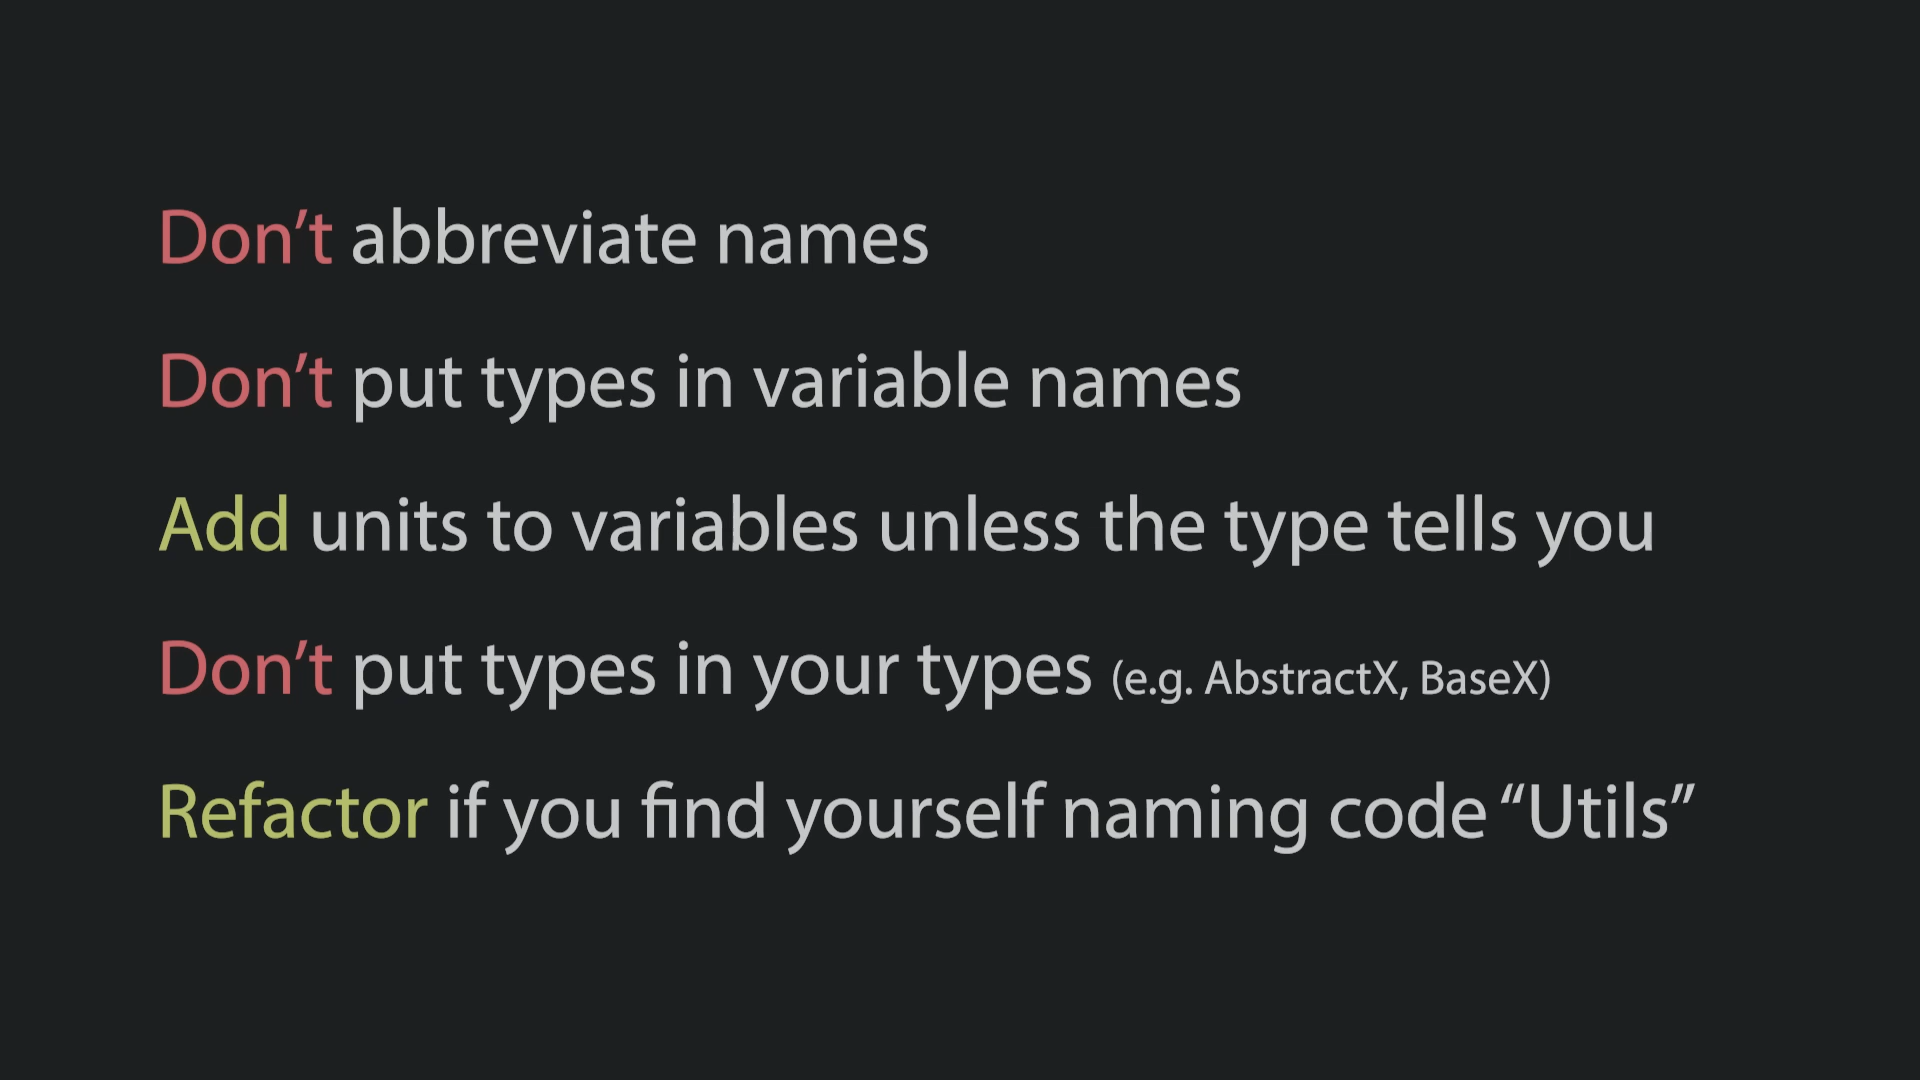 Don’t abbreviate names
Don’t put types in variable names
Add units to variables unless the type tells you
Don’t put types in your types (e.g. AbstractX, BaseX)
Refactor if you find yourself naming code “Utils”